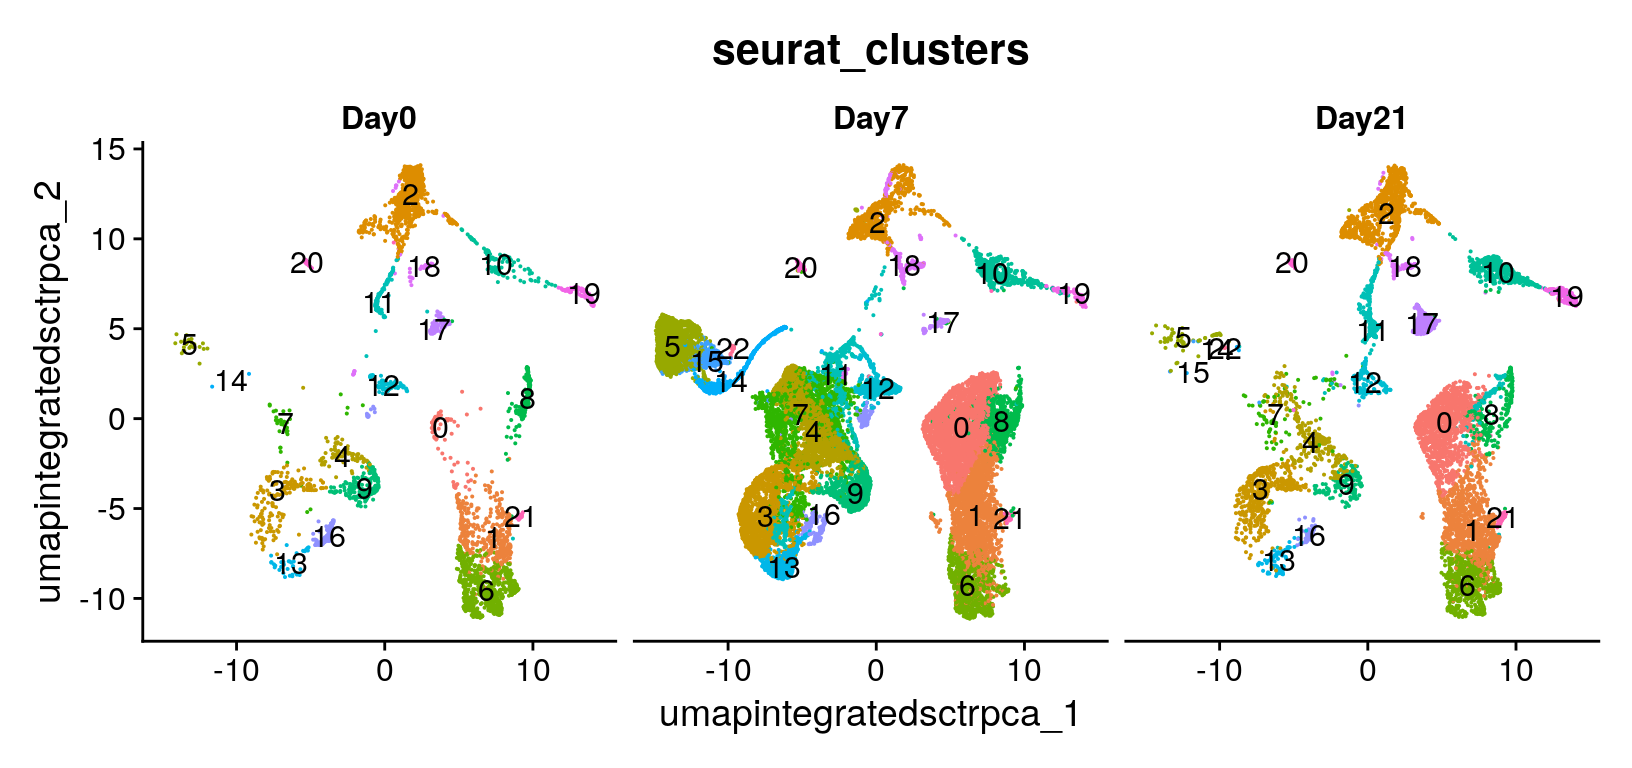 seurat_clusters
Day0 Day7 Day21
umapintegratedsctrpca_2
15
10
5
0
-5
-10
2
20 18 10
11 19
17
5
14 12
7 0 8
4
3 9
16 21
13 1
6
2
20 18 10
19
17
5 15 22
14 11 12
7 4 0 8
9
3 16 1 21
13
6
2
20 18 10
19
11 17
5 14 22
15 12
7 0 8
4
3 9
16 1 21
13
6
-10 0 10 -10 0 10 -10 0 10
umapintegratedsctrpca_1